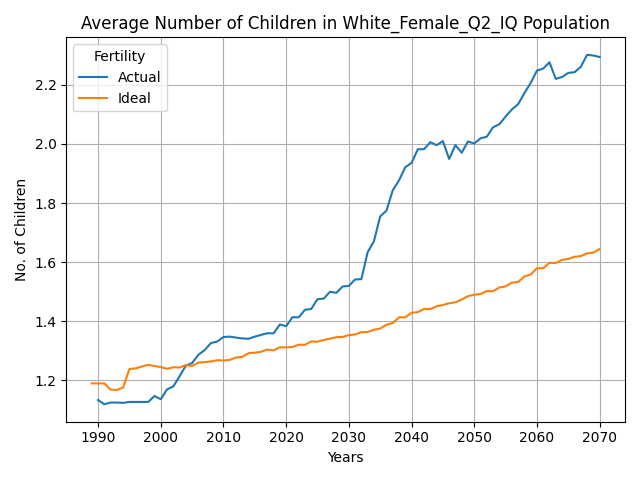 Average Number of Children in White_Female_Q2_IQ Population
Fertility
Actual
Ideal
No. of Children
2.2
2.0
1.8
1.6
1.4
1.2
1990 2000 2010 2020 2030 2040 2050 2060 2070
Years